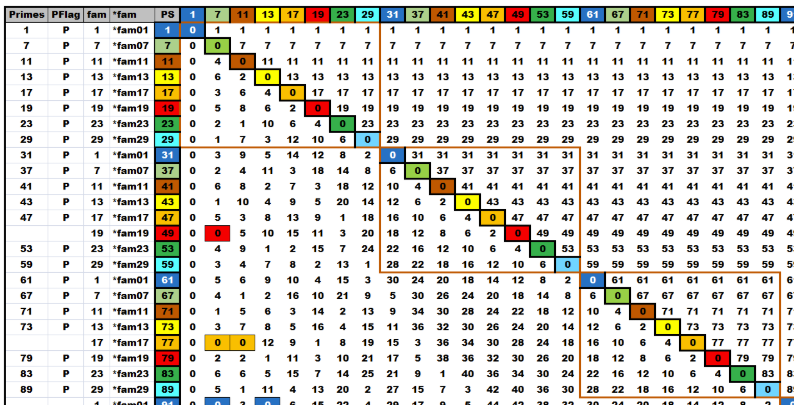 Primes PFlag fam *fam PS 1 7 11 13 17 19 23 29 31 37 41 43 47 49 53 59 61 67 71 73 77 79 83 89
1 P 1 *fam01 1 0 1 1 1 1 1 1 1 1 1 1 1 1 1 1 1 1 1 1 1 1 1 1 1
7 P 7 *fam07 7 0 0 7 7 7 7 7 7 7 7 7 7 7 7 7 7 7 7 7 7 7 7 7 7
11 P 11 *fam11 11 0 4 0 11 11 11 11 11 11 11 11 11 11 11 11 11 11 11 11 11 11 11 11 11
13 P 13 *fam13 13 0 6 2 0 13 13 13 13 13 13 13 13 13 13 13 13 13 13 13 13 13 13 13 13
17 P 17 *fam17 17 0 3 6 4 0 17 17 17 17 17 17 17 17 17 17 17 17 17 17 17 17 17 17 17
19 P 19 *fam19 19 0 5 8 6 2 0 19 19 19 19 19 19 19 19 19 19 19 19 19 19 19 19 19 19
23 P 23 *fam23 23 0 2 1 10 6 4 0 23 23 23 23 23 23 23 23 23 23 23 23 23 23 23 23 23
29 P 29 *fam29 29 0 1 7 3 12 10 6 0 29 29 29 29 29 29 29 29 29 29 29 29 29 29 29 29
31 P 1 *fam01 31 0 3 9 5 14 12 8 2 0 31 31 31 31 31 31 31 31 31 31 31 31 31 31 31
37 P 7 *fam07 37 0 2 4 11 3 18 14 8 6 0 37 37 37 37 37 37 37 37 37 37 37 37 37 37
41 P 11 *fam11 41 0 6 8 2 7 3 18 12 10 4 0 41 41 41 41 41 41 41 41 41 41 41 41 41
43 P 13 *fam13 43 0 1 10 4 9 5 20 14 12 6 2 0 43 43 43 43 43 43 43 43 43 43 43 43
47 P 17 *fam17 47 0 5 3 8 13 9 1 18 16 10 6 4 0 47 47 47 47 47 47 47 47 47 47 47
19 *fam19 49 0 0 5 10 15 11 3 20 18 12 8 6 2 0 49 49 49 49 49 49 49 49 49 49
53 P 23 *fam23 53 0 4 9 1 2 15 7 24 22 16 12 10 6 4 0 53 53 53 53 53 53 53 53 53
59 P 29 *fam29 59 0 3 4 7 8 2 13 1 28 22 18 16 12 10 6 0 59 59 59 59 59 59 59 59
61 P 1 *fam01 61 0 5 6 9 10 4 15 3 30 24 20 18 14 12 8 2 0 61 61 61 61 61 61 61
67 P 7 *fam07 67 0 4 1 2 16 10 21 9 5 30 26 24 20 18 14 8 6 0 67 67 67 67 67 67
71 P 11 *fam11 71 0 1 5 6 3 14 2 13 9 34 30 28 24 22 18 12 10 4 0 71 71 71 71 71
73 P 13 *fam13 73 0 3 7 8 5 16 4 15 11 36 32 30 26 24 20 14 12 6 2 0 73 73 73 73
17 *fam17 77 0 0 0 12 9 1 8 19 15 3 36 34 30 28 24 18 16 10 6 4 0 77 77 77
79 P 19 *fam19 79 0 2 2 1 11 3 10 21 17 5 38 36 32 30 26 20 18 12 8 6 2 0 79 79
83 P 23 *fam23 83 0 6 6 5 15 7 14 25 21 9 1 40 36 34 30 24 22 16 12 10 6 4 0 83
89 P 29 *fam29 89 0 5 1 11 4 13 20 2 27 15 7 3 42 40 36 30 28 22 18 16 12 10 6 0